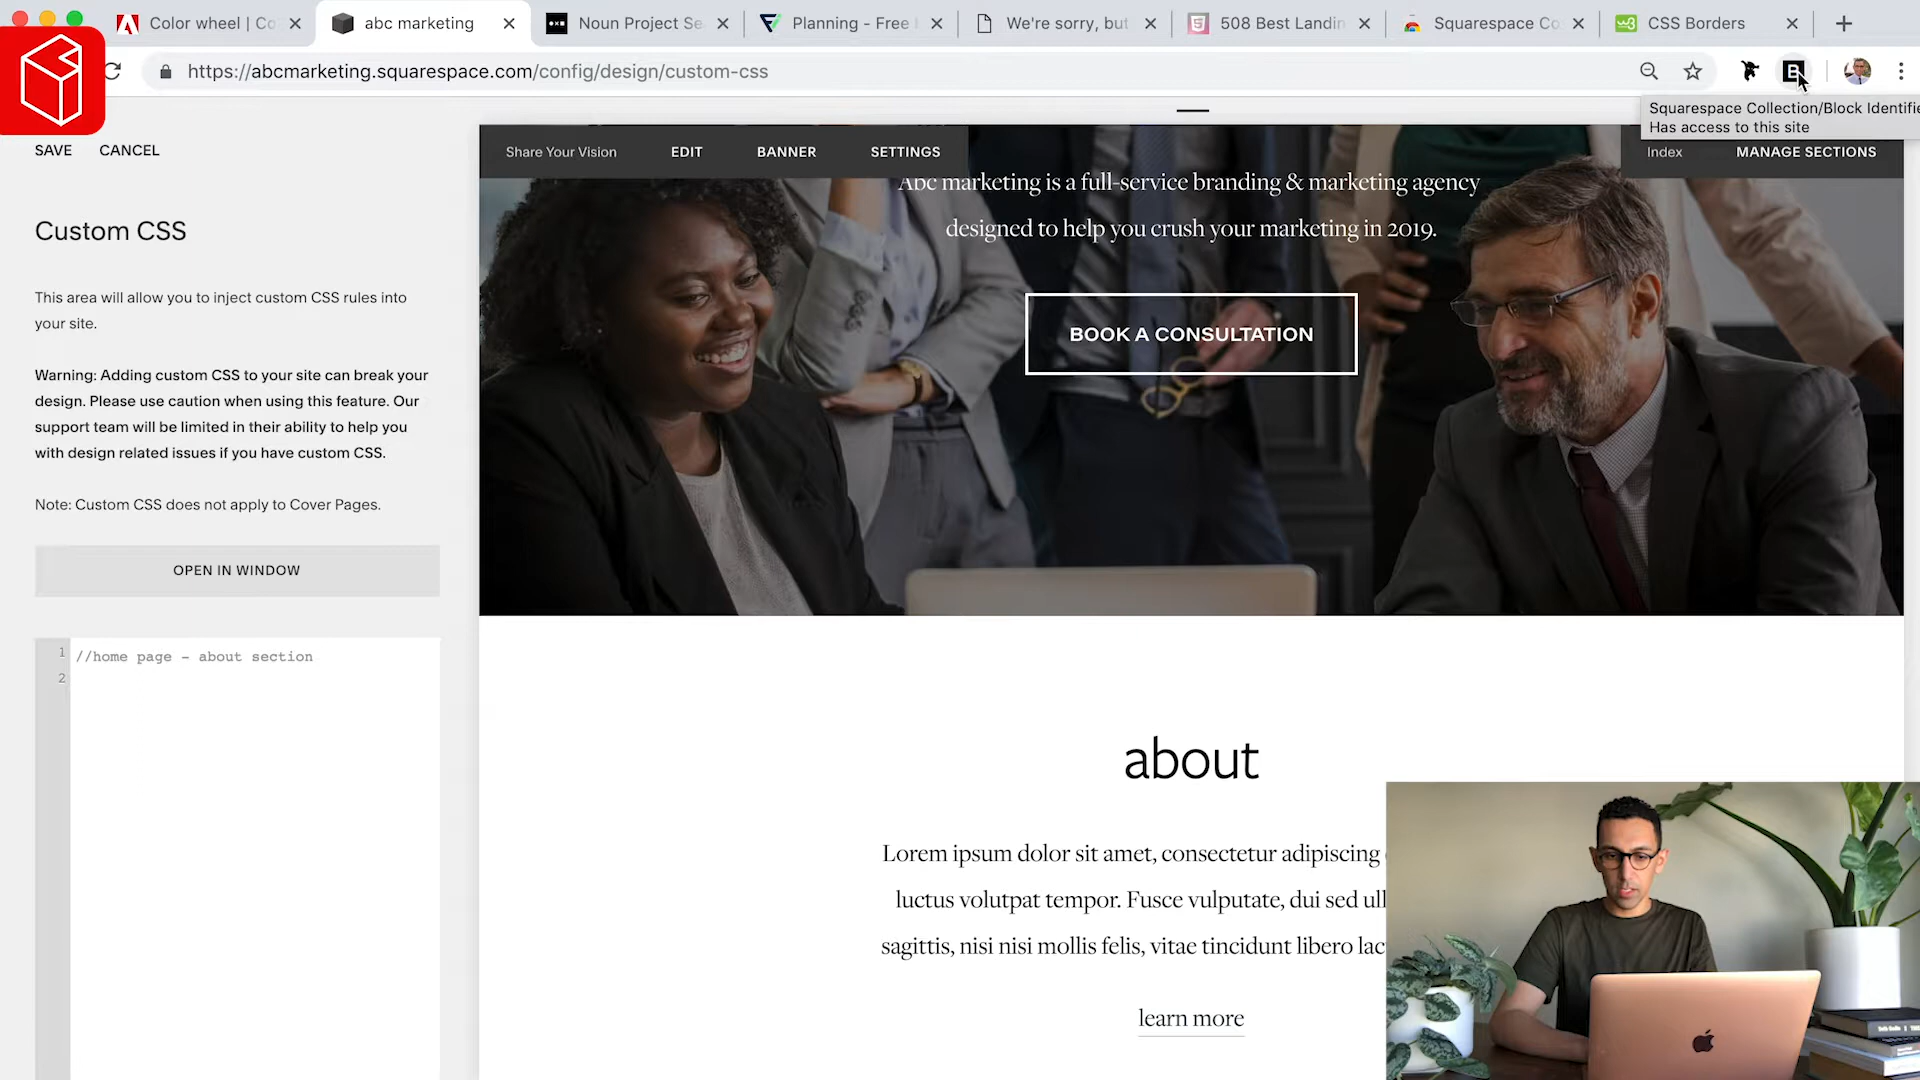 Color wheel | Co
abc marketing
Noun Project Se
Planning - Free
We're sorry, but
508 Best Landin
Squarespace Co
CSS Borders
https://abcmarketing.squarespace.com/config/design/custom-css
B
Squarespace Collection/Block Identifie
Has access to this site
SAVE
CANCEL
Share Your Vision
EDIT
BANNER
SETTINGS
Index
MANAGE SECTIONS
Custom CSS
This area will allow you to inject custom CSS rules into
your site.
Warning: Adding custom CSS to your site can break your
design. Please use caution when using this feature. Our
support team will be limited in their ability to help you
with design related issues if you have custom CSS.
Note: Custom CSS does not apply to Cover Pages.
OPEN IN WINDOW
1 //home page - about section
2
Abc marketing is a full-service branding & marketing agency
designed to help you crush your marketing in 2019.
BOOK A CONSULTATION
about
Lorem ipsum dolor sit amet, consectetur adipiscing
luctus volutpat tempor. Fusce vulputate, dui sed ull
sagittis, nisi nisi mollis felis, vitae tincidunt libero lac
learn more